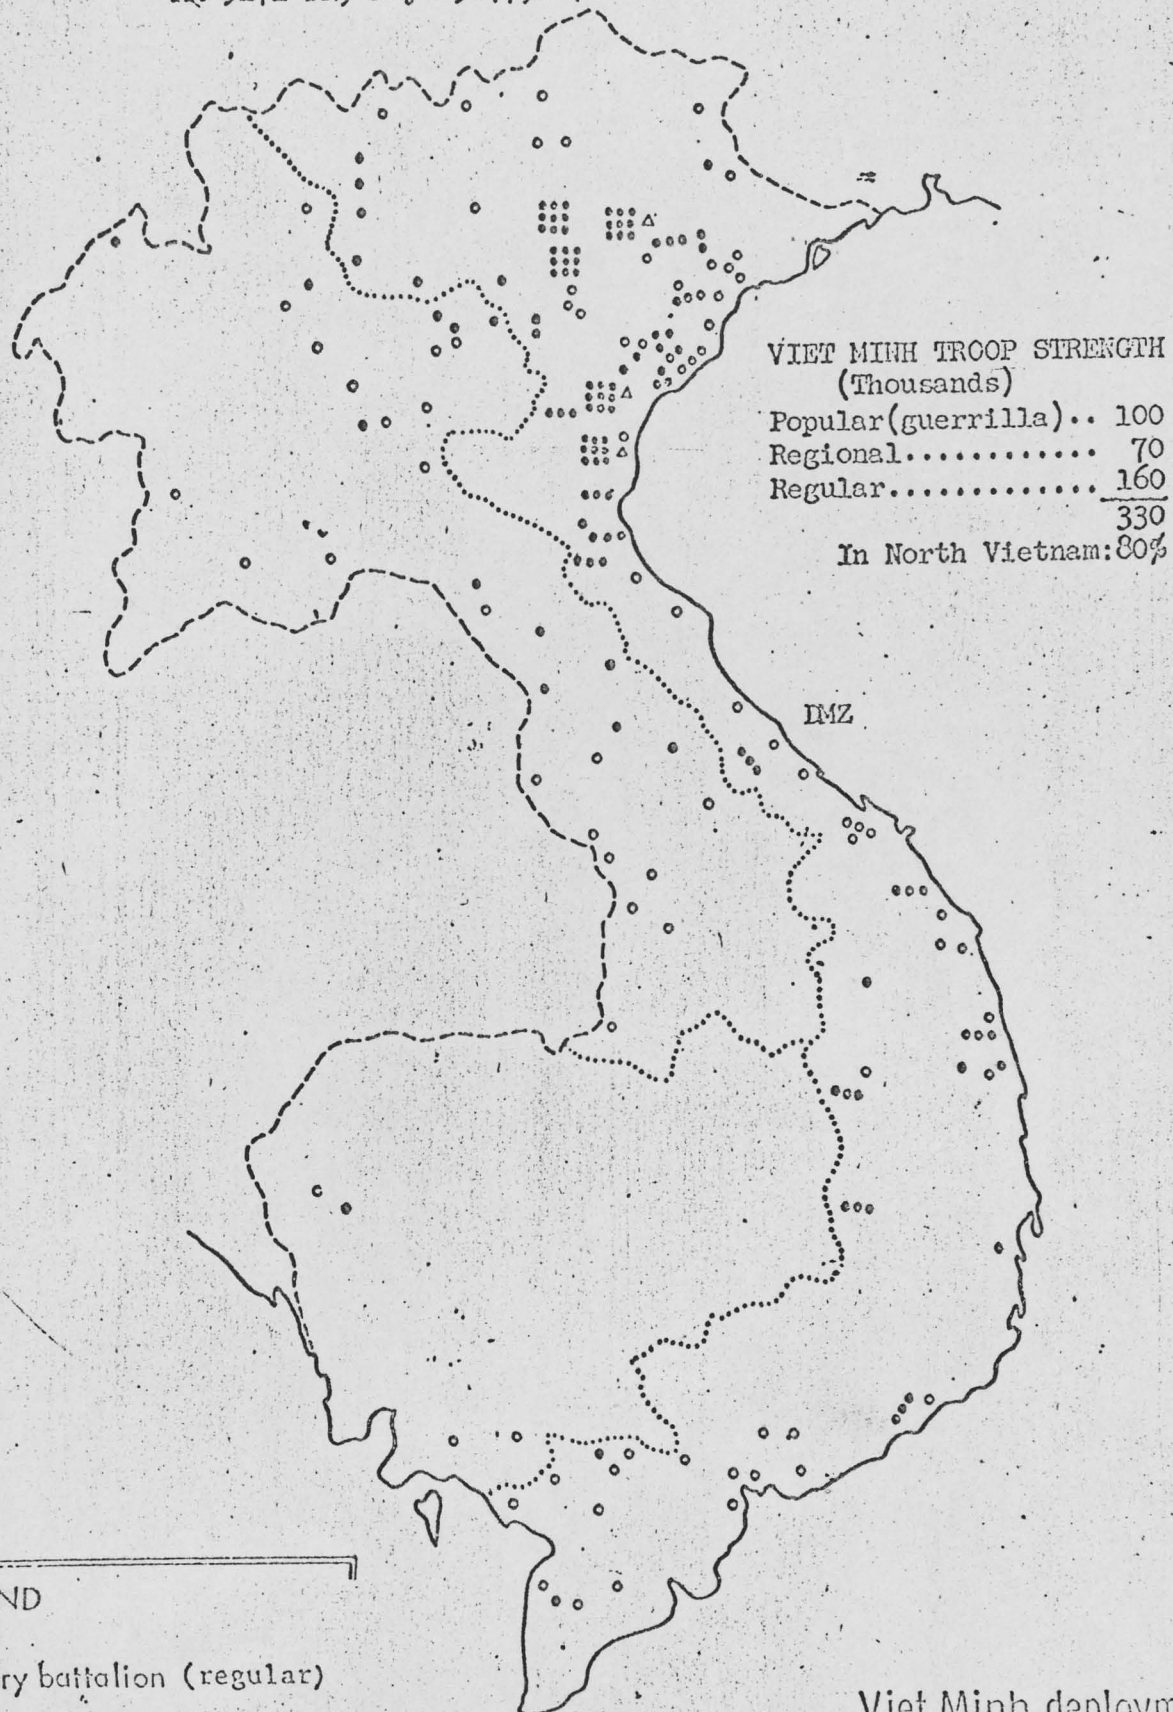 VIET MINH TROOP STRENGTH
(Thousands)
Popular(guerrilla).. 100
Regional............. 70
Regular.............. 160
330
In North Vietnam:80%
DMZ
ND
ry battalion (regular)
Viet Minh deploym